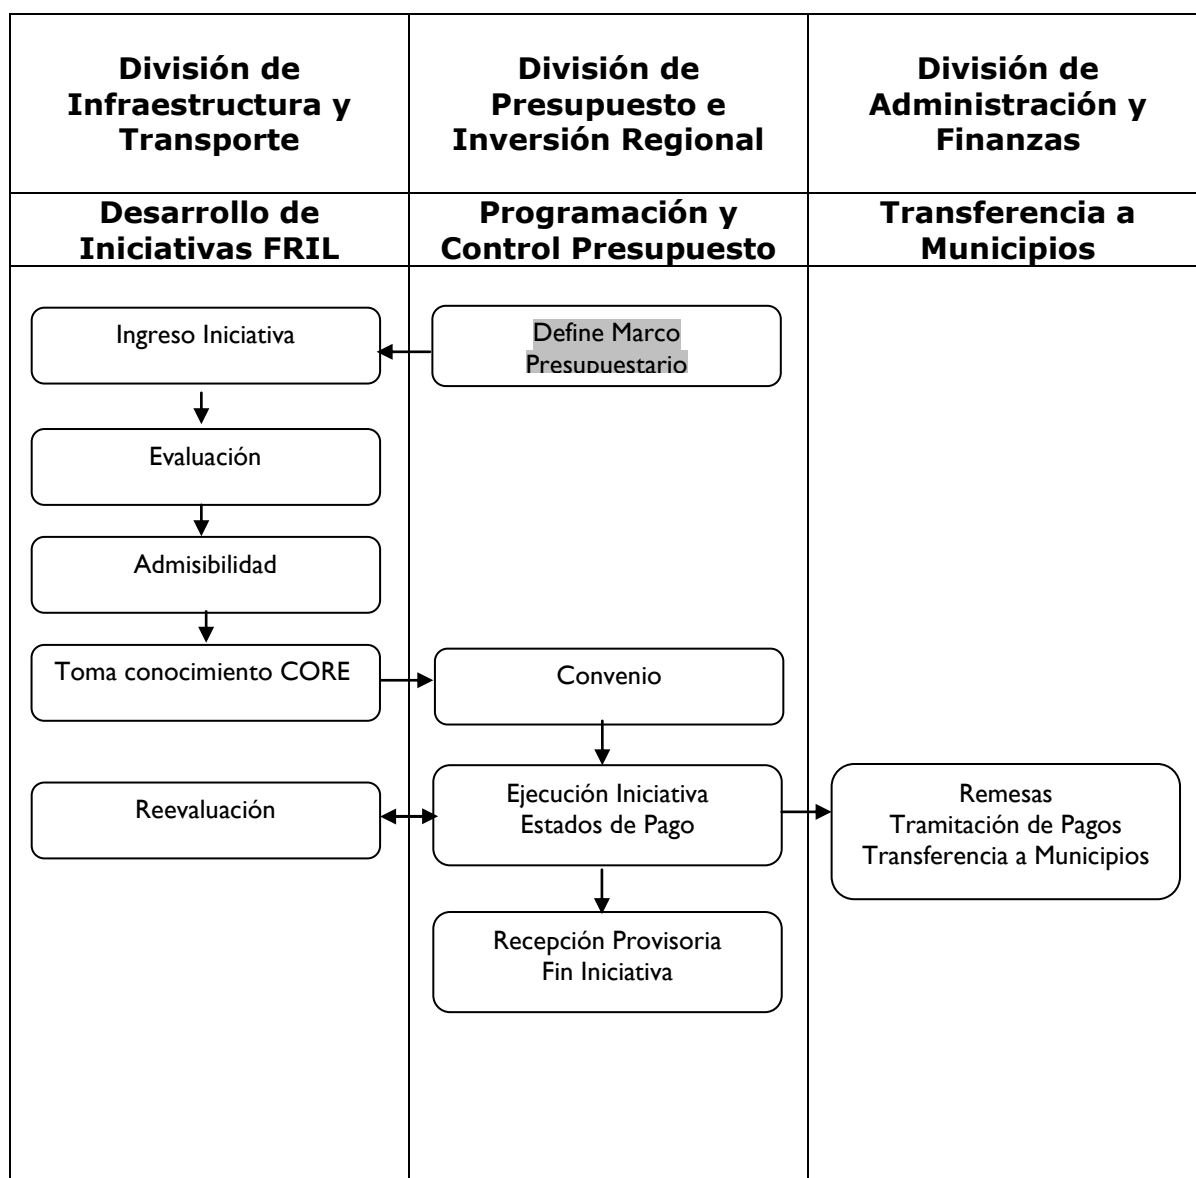 División de
Infraestructura y
Transporte
División de
Presupuesto e
Inversión Regional
División de
Administración y
Finanzas
Desarrollo de
Iniciativas FRIL
Programación y
Control Presupuesto
Transferencia a
Municipios
Ingreso Iniciativa
Define Marco
Presupuestario
Evaluación
Admisibilidad
Toma conocimiento CORE
Convenio
Reevaluación
Ejecución Iniciativa
Estados de Pago
Remesas
Tramitación de Pagos
Transferencia a Municipios
Recepción Provisoria
Fin Iniciativa